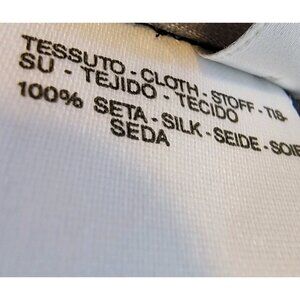 TESSUTO - CLOTH - STOFF - TIS-
SU - TEJIDO - TECIDO
100% SETA - SILK - SEIDE - SOIE
SEDA